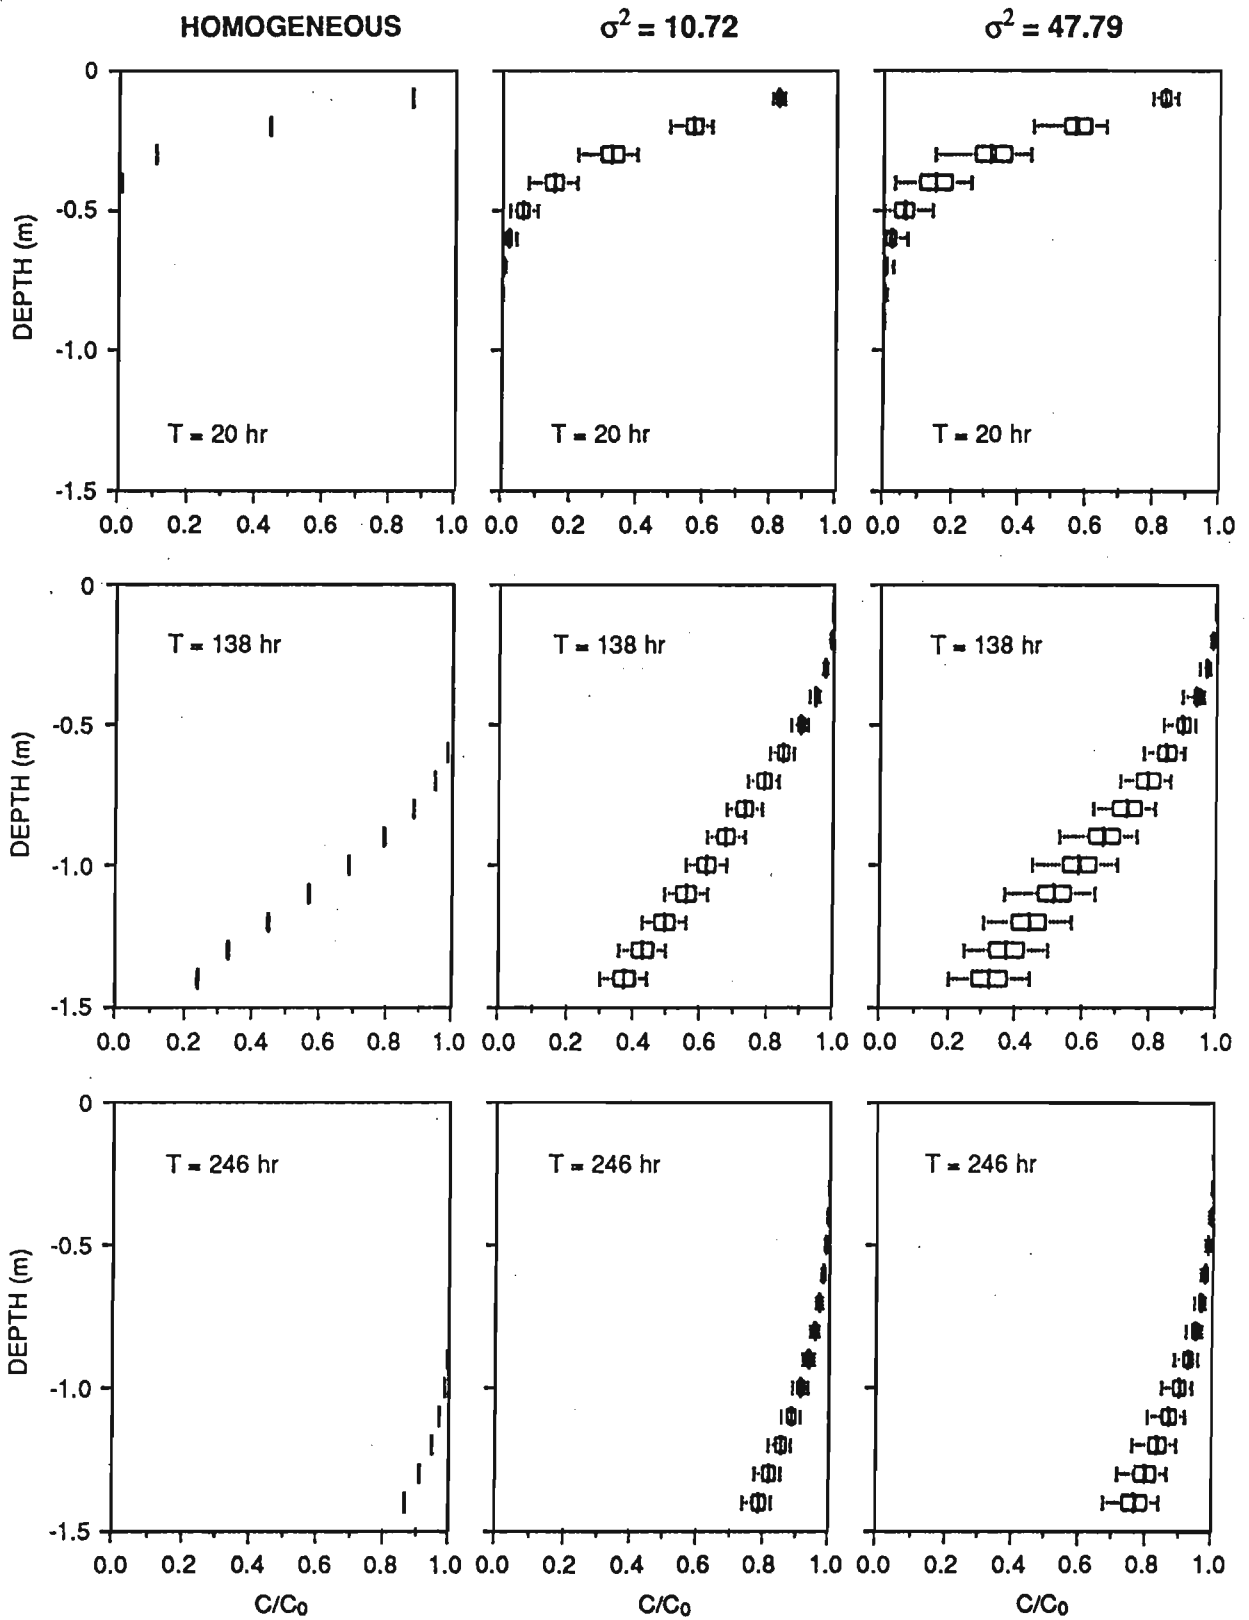 HOMOGENEOUS σ² = 10.72 σ² = 47.79
0
-0.5
-1.0
-1.5
DEPTH (m)
T = 20 hr T = 20 hr T = 20 hr
0.0 0.2 0.4 0.6 0.8 1.0 0.0 0.2 0.4 0.6 0.8 1.0 0.0 0.2 0.4 0.6 0.8 1.0
0
-0.5
-1.0
-1.5
DEPTH (m)
T = 138 hr T = 138 hr T = 138 hr
0.0 0.2 0.4 0.6 0.8 1.0 0.0 0.2 0.4 0.6 0.8 1.0 0.0 0.2 0.4 0.6 0.8 1.0
0
-0.5
-1.0
-1.5
DEPTH (m)
T = 246 hr T = 246 hr T = 246 hr
0.0 0.2 0.4 0.6 0.8 1.0 0.0 0.2 0.4 0.6 0.8 1.0 0.0 0.2 0.4 0.6 0.8 1.0
C/C₀ C/C₀ C/C₀